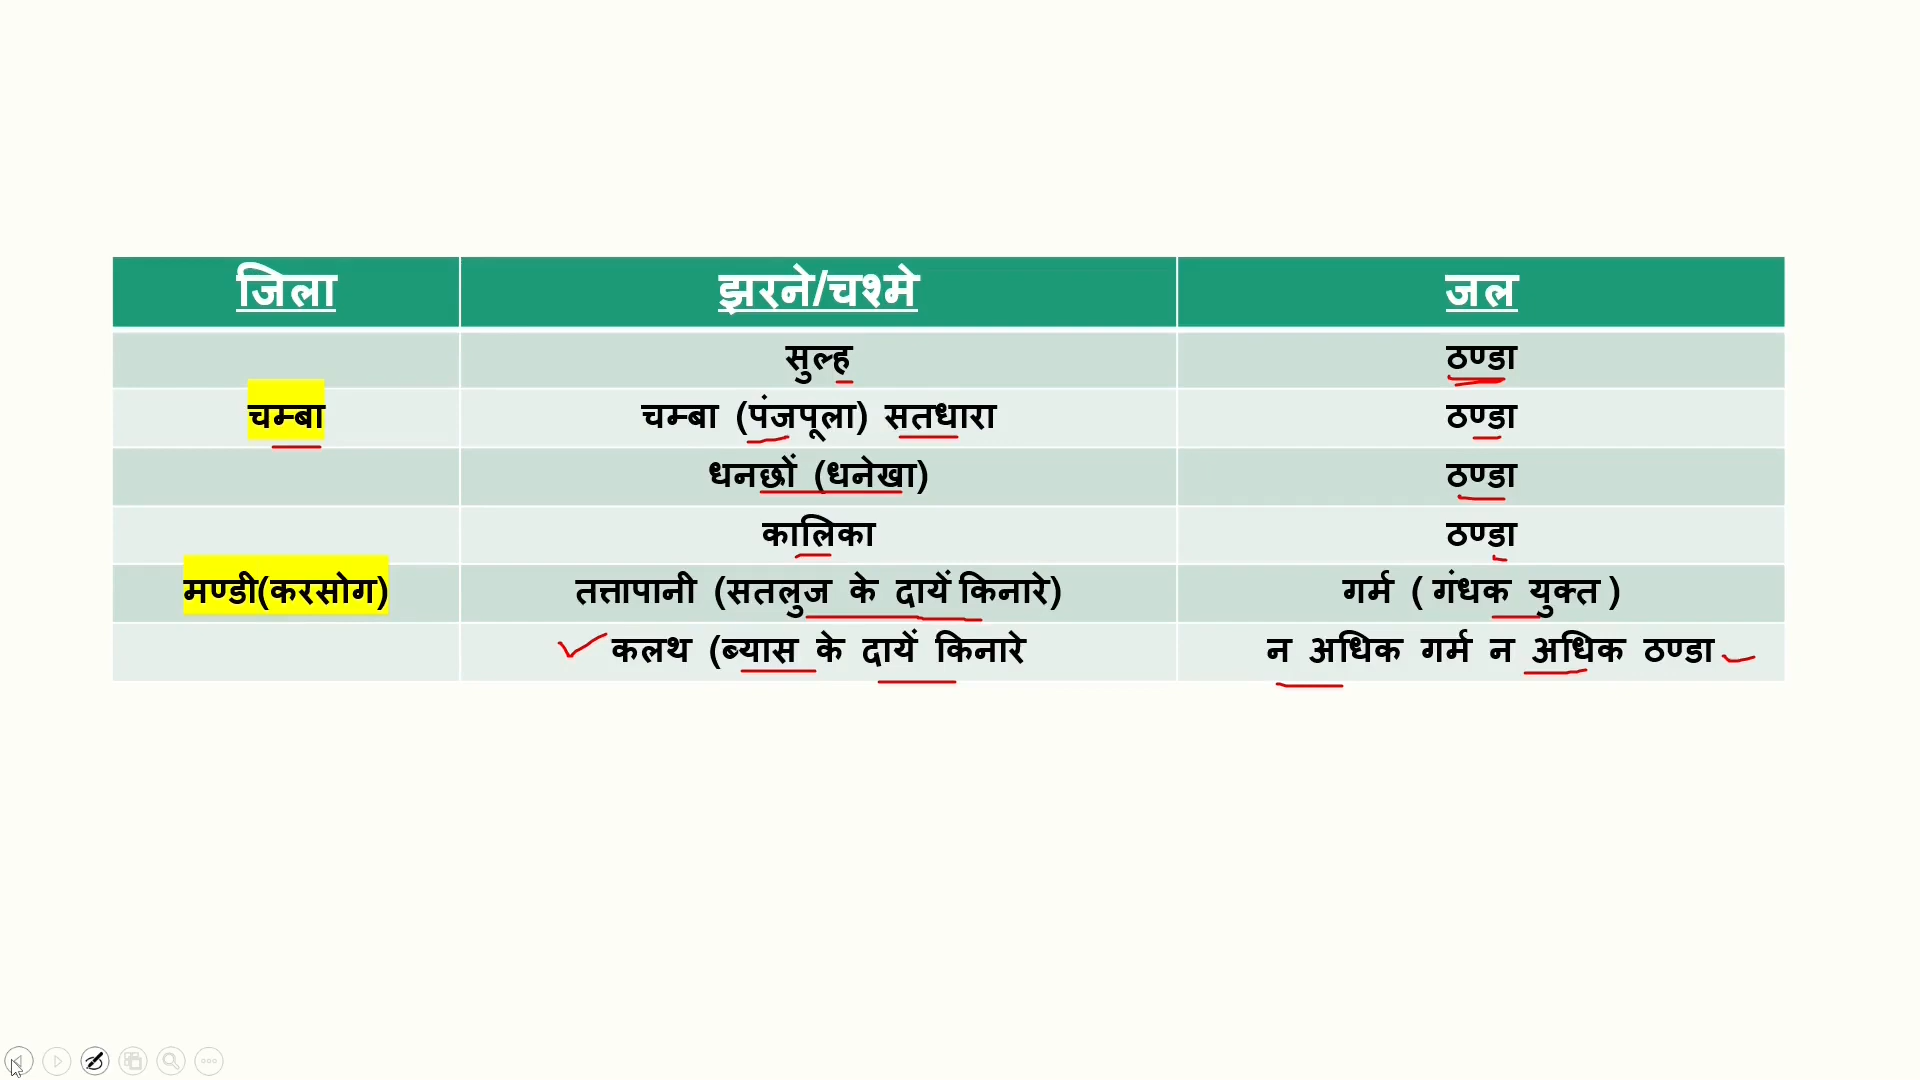 जिला झरने/चश्मे जल
सुल्ह ठण्डा
चम्बा चम्बा (पंजपूला) सतधारा ठण्डा
धनछों (धनेखा) ठण्डा
कालिका ठण्डा
मण्डी(करसोग) तत्तापानी (सतलुज के दायें किनारे) गर्म ( गंधक युक्त )
कलथ (ब्यास के दायें किनारे न अधिक गर्म न अधिक ठण्डा